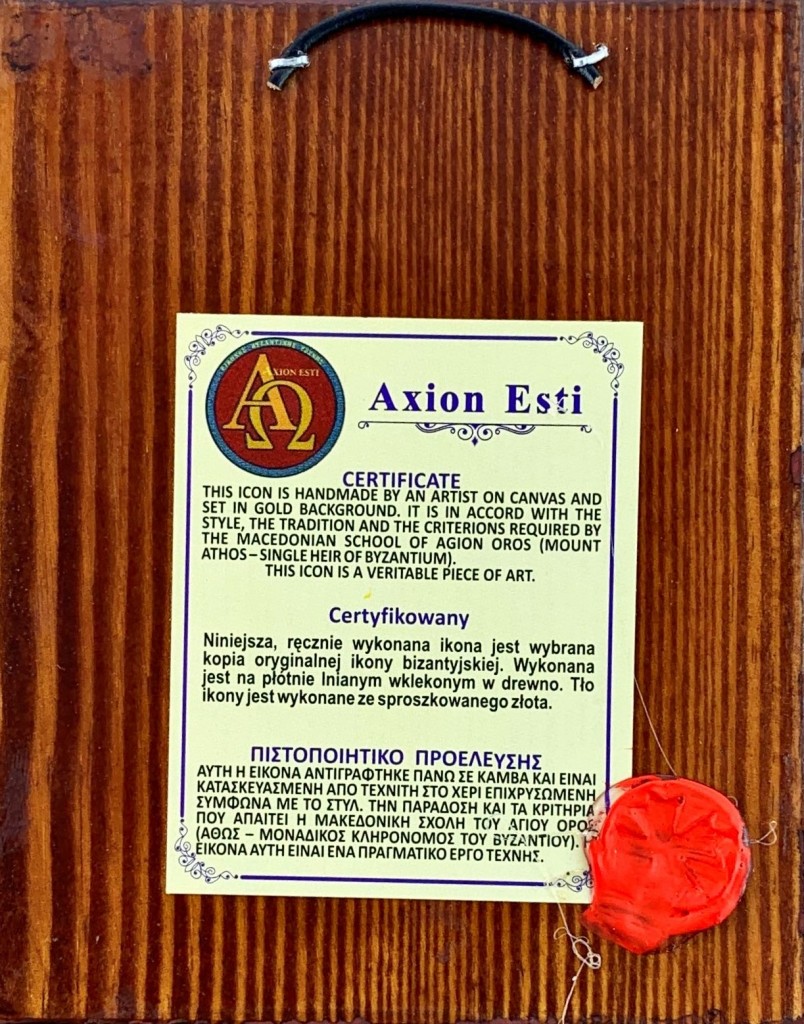 AXION ESTI
ΑΩ
Axion Esti
CERTIFICATE
THIS ICON IS HANDMADE BY AN ARTIST ON CANVAS AND
SET IN GOLD BACKGROUND. IT IS IN ACCORD WITH THE
STYLE, THE TRADITION AND THE CRITERIONS REQUIRED BY
THE MACEDONIAN SCHOOL OF AGION OROS (MOUNT
ATHOS – SINGLE HEIR OF BYZANTIUM).
THIS ICON IS A VERITABLE PIECE OF ART.
Certyfikowany
Niniejsza, ręcznie wykonana ikona jest wybrana
kopia oryginalnej ikony bizantyjskiej. Wykonana
jest na płótnie lnianym wklekonym w drewno. Tło
ikony jest wykonane ze sproszkowanego złota.
ΠΙΣΤΟΠΟΙΗΤΙΚΟ ΠΡΟΕΛΕΥΣΗΣ
ΑΥΤΗ Η ΕΙΚΟΝΑ ΑΝΤΙΓΡΑΦΤΗΚΕ ΠΑΝΩ ΣΕ ΚΑΜΒΑ ΚΑΙ ΕΙΝΑΙ
ΚΑΤΑΣΚΕΥΑΣΜΕΝΗ ΑΠΟ ΤΕΧΝΙΤΗ ΣΤΟ ΧΕΡΙ ΕΠΙΧΡΥΣΩΜΕΝΗ
ΣΥΜΦΩΝΑ ΜΕ ΤΟ ΣΤΥΛ. ΤΗΝ ΠΑΡΑΔΟΣΗ ΚΑΙ ΤΑ ΚΡΙΤΗΡΙΑ
ΠΟΥ ΑΠΑΙΤΕΙ Η ΜΑΚΕΔΟΝΙΚΗ ΣΧΟΛΗ ΤΟΥ ΑΓΙΟΥ ΟΡΟΣ
(ΑΘΩΣ – ΜΟΝΑΔΙΚΟΣ ΚΛΗΡΟΝΟΜΟΣ ΤΟΥ ΒΥΖΑΝΤΙΟΥ). Η
ΕΙΚΟΝΑ ΑΥΤΗ ΕΙΝΑΙ ΕΝΑ ΠΡΑΓΜΑΤΙΚΟ ΕΡΓΟ ΤΕΧΝΗΣ.